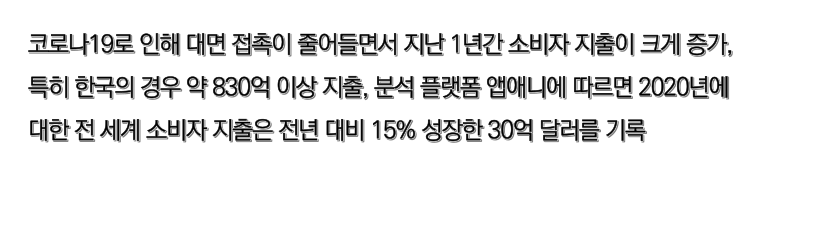 코로나19로 인해 대면 접촉이 줄어들면서 지난 1년간 소비자 지출이 크게 증가,
특히 한국의 경우 약 830억 이상 지출, 분석 플랫폼 앱애니에 따르면 2020년에
대한 전 세계 소비자 지출은 전년 대비 15% 성장한 30억 달러를 기록